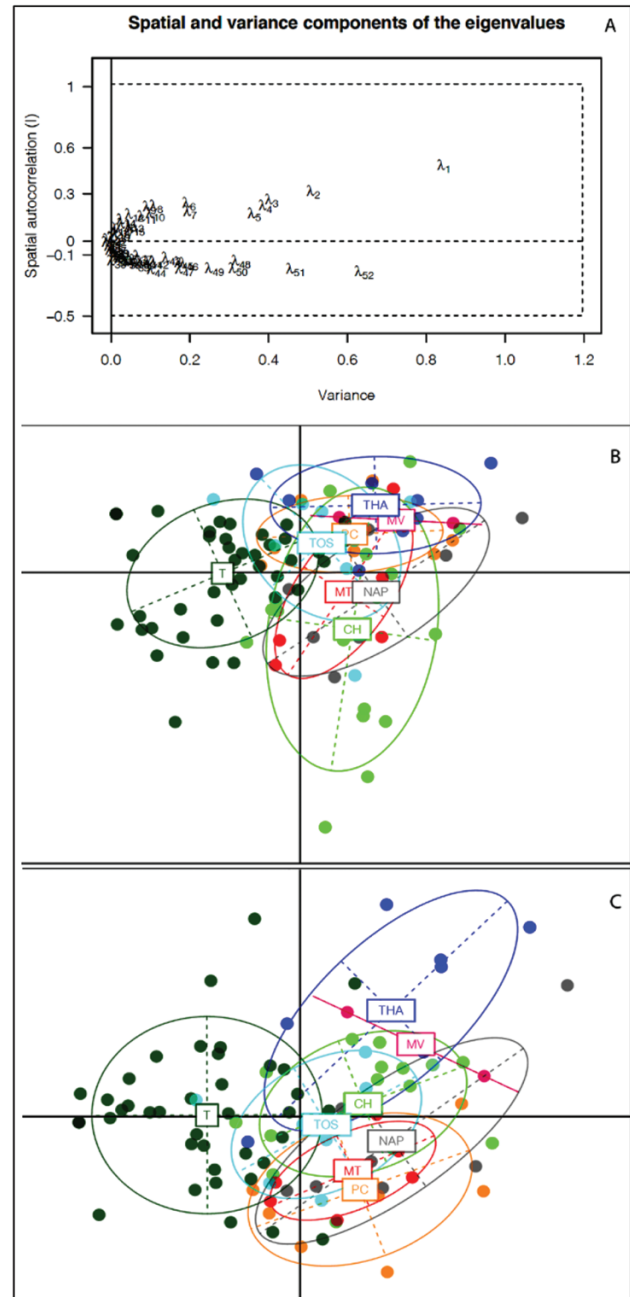 Spatial and variance components of the eigenvalues
A
Spatial autocorrelation (I)
1
0.6
0.3
0
−0.1
−0.5
λ1
λ2
λ3
λ4
λ5
λ6
λ7
λ44
λ47
λ49
λ48
λ50
λ51
λ52
0.0 0.2 0.4 0.6 0.8 1.0 1.2
Variance
B
THA
MV
PC
TOS
T
MT
NAP
CH
C
THA
MV
CH
T
TOS
NAP
MT
PC